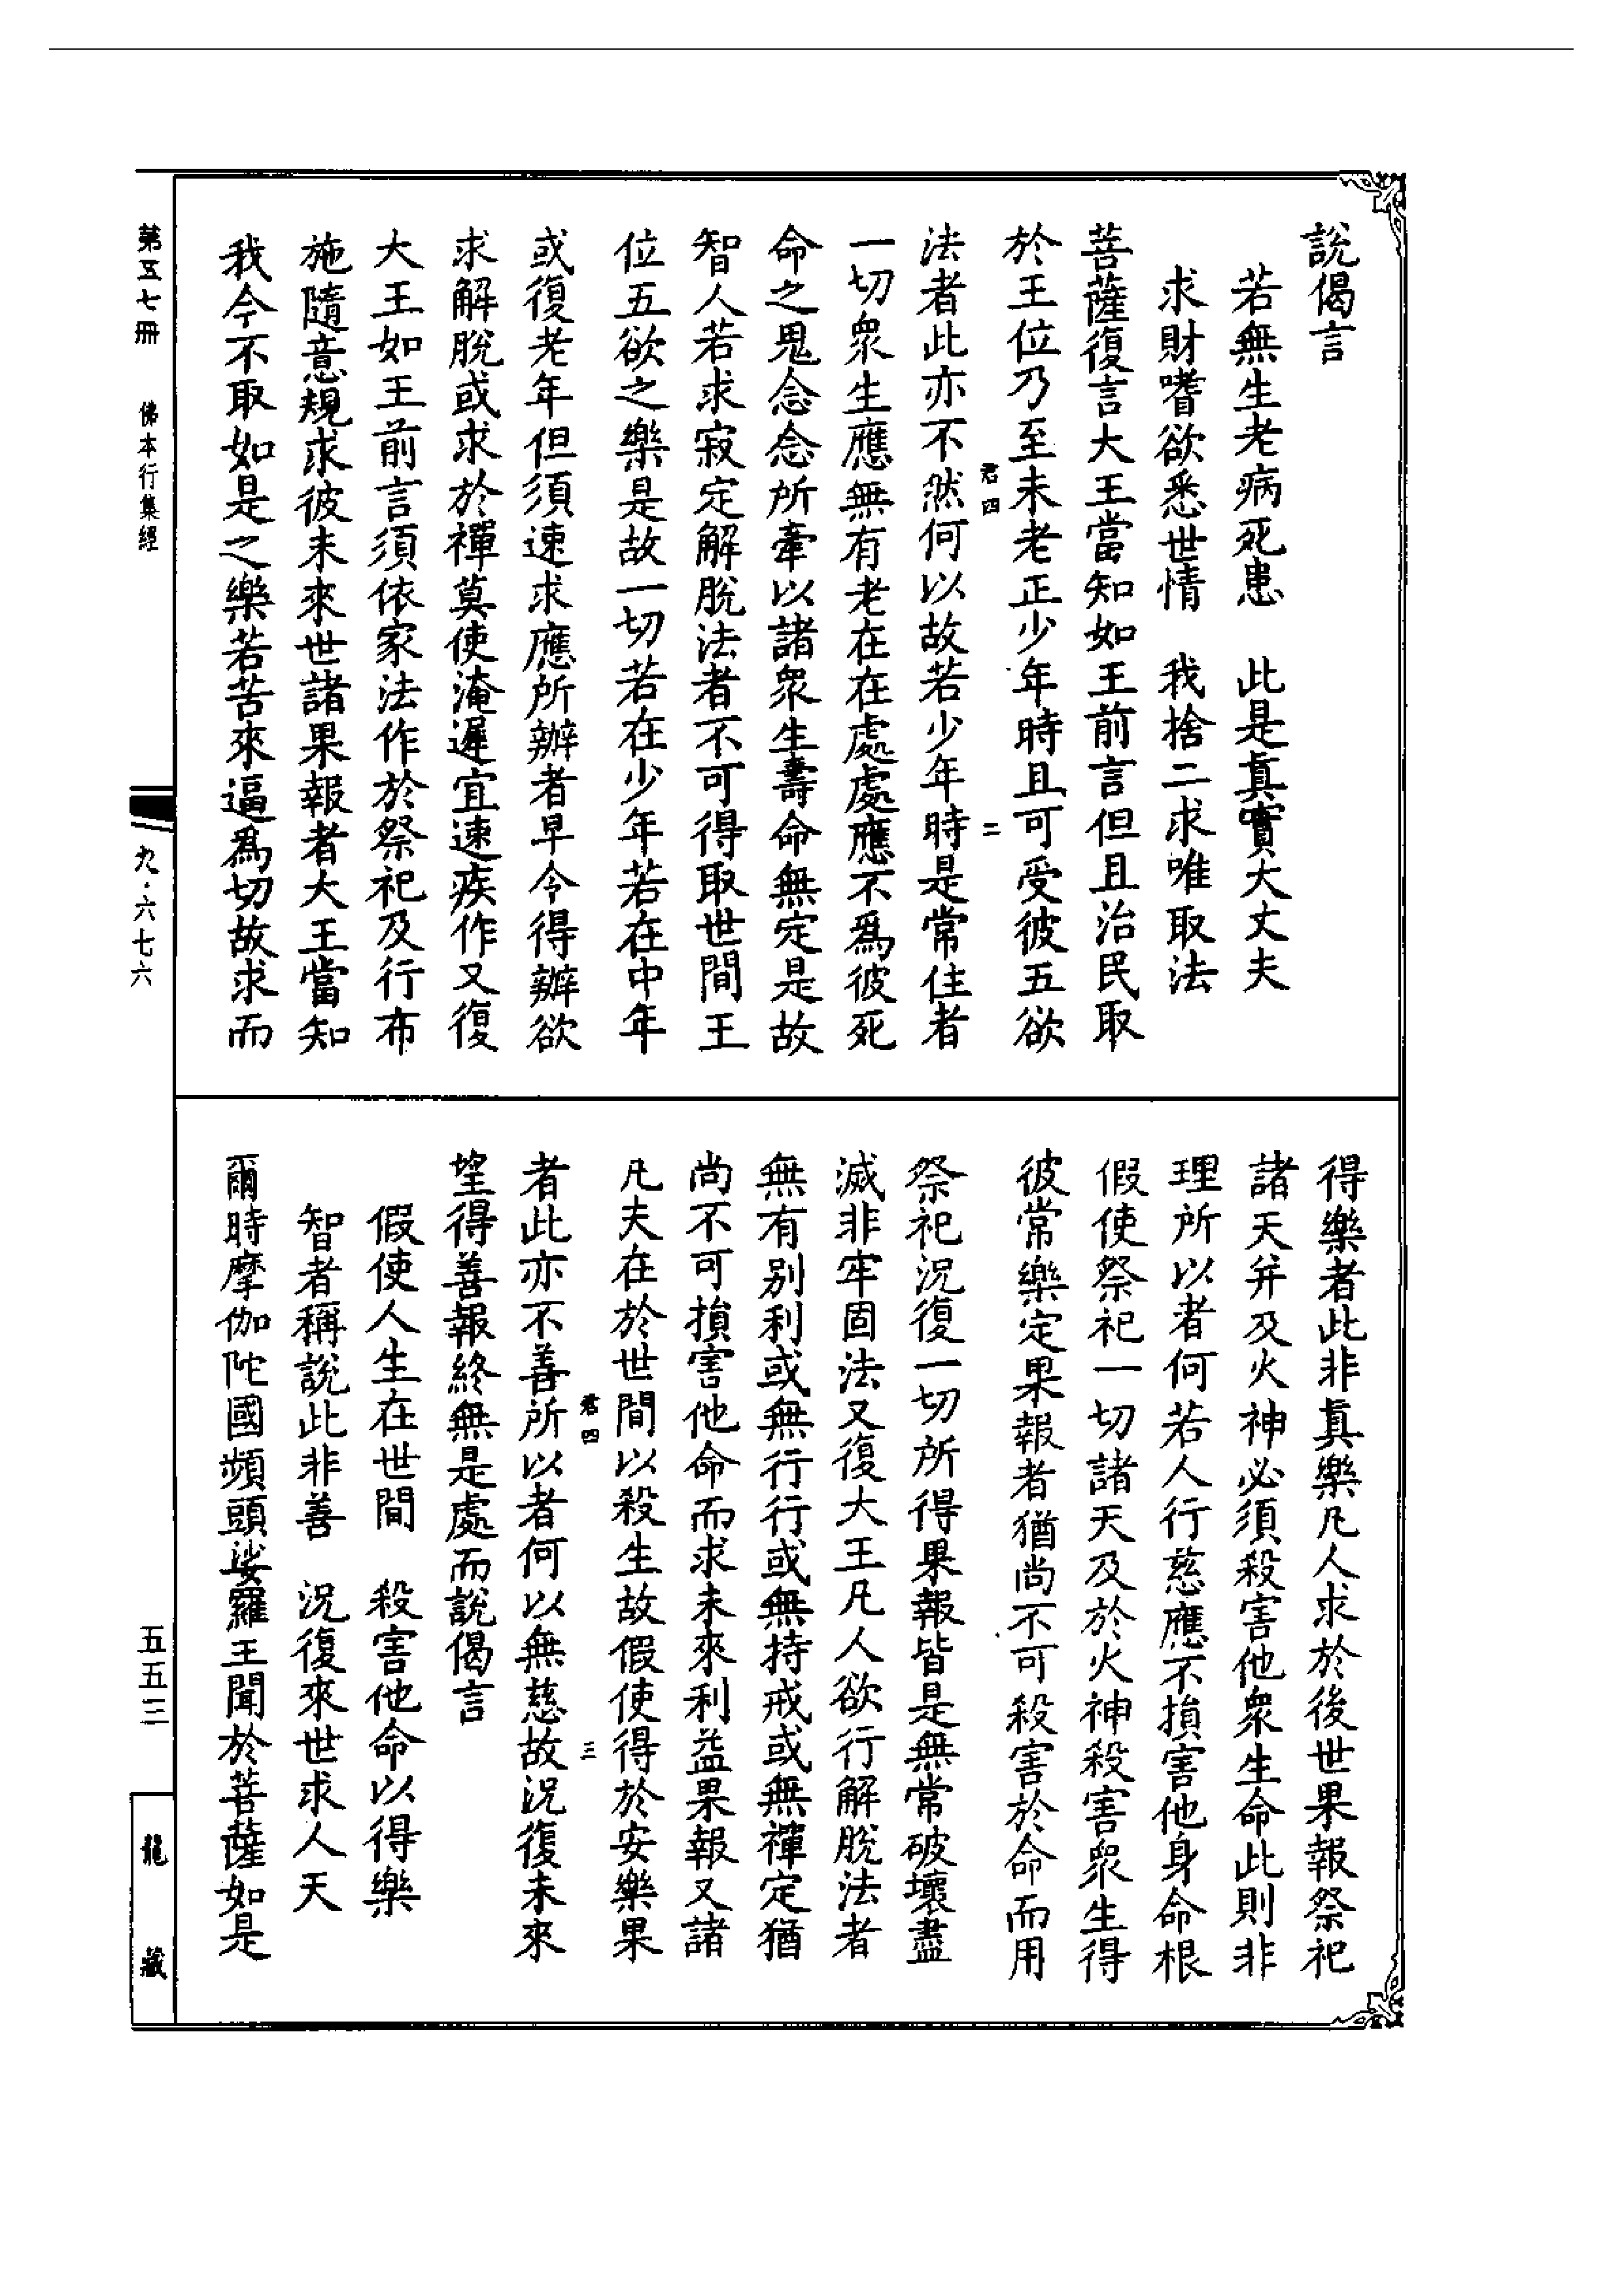 說偈言
若無生老病死患　此是眞實大丈夫
求財嗜欲悉世情　我捨二求唯取法
菩薩復言大王當知如王前言但且治民取
於王位乃至未老正少年時且可受彼五欲
君四　二
法者此亦不然何以故若少年時是常住者
一切衆生應無有老在在處處應不爲彼死
命之鬼念念所牽以諸衆生壽命無定是故
智人若求寂定解脫法者不可得取世間王
位五欲之樂是故一切若在少年若在中年
或復老年但須速求應所辦者早令得辦欲
求解脫或求於禪莫使淹遲宜速疾作又復
大王如王前言須依家法作於祭祀及行布
施隨意規求彼未來世諸果報者大王當知
我今不取如是之樂若苦來逼爲切故求而
得樂者此非眞樂凡人求於後世果報祭祀
諸天并及火神必須殺害他衆生命此則非
理所以者何若人行慈應不損害他身命根
假使祭祀一切諸天及於火神殺害衆生得
彼常樂定果報者猶尚不可殺害於命而用
祭祀況復一切所得果報皆是無常破壞盡
滅非牢固法又復大王凡人欲行解脫法者
無有別利或無行行或無持戒或無禪定猶
尚不可損害他命而求未來利益果報又諸
凡夫在於世間以殺生故假使得於安樂果
君四　三
者此亦不善所以者何以無慈故況復未來
望得善報終無是處而說偈言
假使人生在世間　殺害他命以得樂
智者稱說此非善　況復來世求人天
爾時摩伽陀國頻頭娑羅王聞於菩薩如是
第五七冊　佛本行集經
九·六七六
五五三
龍藏